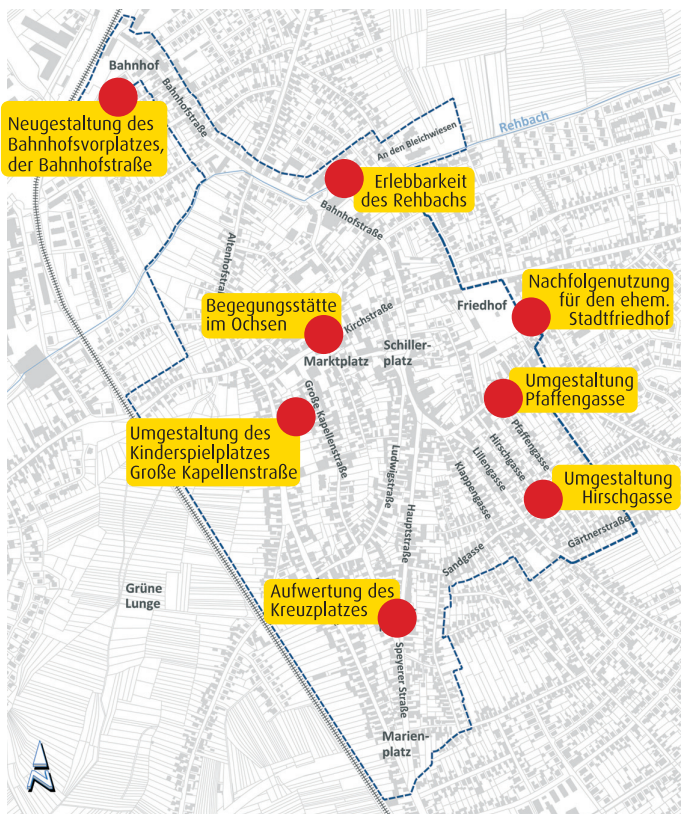 Bahnhof
Bahnhofstraße
Neugestaltung des
Bahnhofsvorplatzes,
der Bahnhofstraße
An den Bleichwiesen
Rehbach
Erlebbarkeit
des Rehbachs
Bahnhofstraße
Altenhofstraße
Begegungsstätte
im Ochsen
Kirchstraße
Marktplatz
Schiller-
platz
Friedhof
Nachfolgenutzung
für den ehem.
Stadtfriedhof
Umgestaltung
Pfaffengasse
Pfaffengasse
Hirschgasse
Liliengasse
Klappengasse
Umgestaltung des
Kinderspielplatzes
Große Kapellenstraße
Große Kapellenstraße
Ludwigstraße
Hauptstraße
Umgestaltung
Hirschgasse
Gärtnerstraße
Sandgasse
Grüne
Lunge
Aufwertung des
Kreuzplatzes
Speyerer Straße
Marien-
platz
N